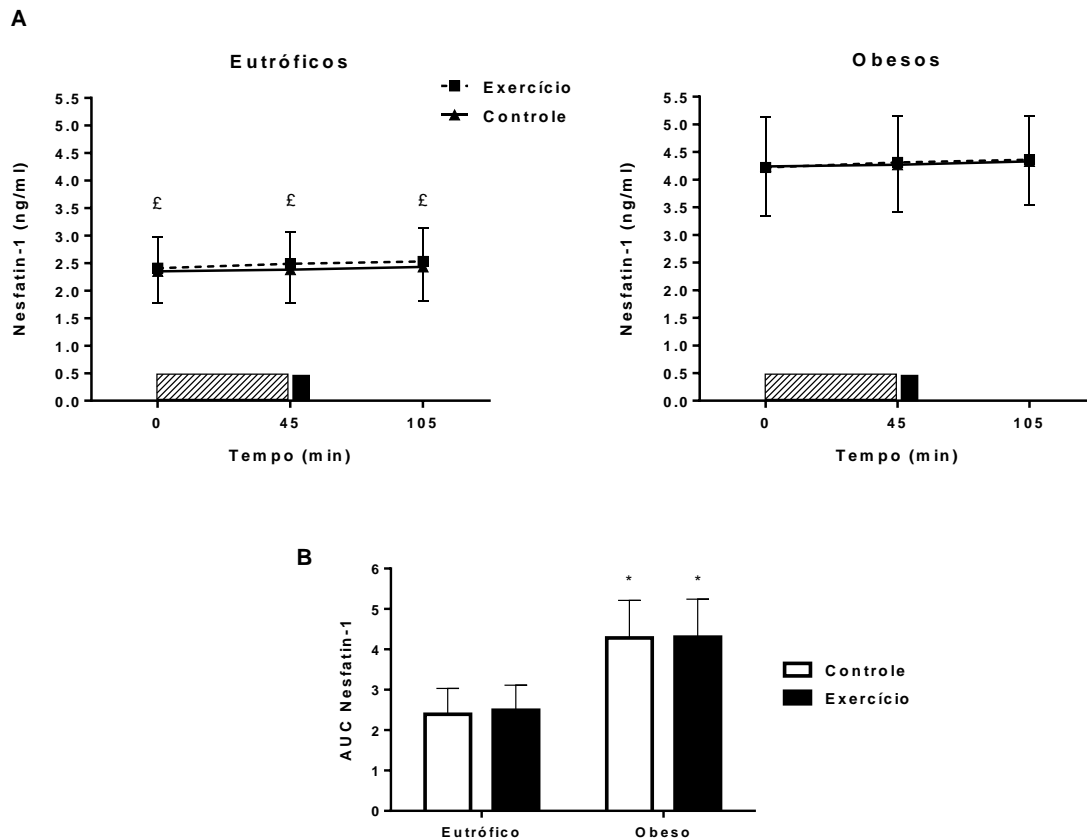 A
Eutróficos
Exercício
Controle
5.5
5.0
4.5
4.0
3.5
3.0
2.5
2.0
1.5
1.0
0.5
0.0
Nesfatin-1 (ng/ml)
£ £ £
0 45 105
Tempo (min)
Obesos
5.5
5.0
4.5
4.0
3.5
3.0
2.5
2.0
1.5
1.0
0.5
0.0
Nesfatin-1 (ng/ml)
0 45 105
Tempo (min)
B
6
5
4
3
2
1
0
AUC Nesfatin-1
* *
Eutrófico Obeso
Controle
Exercício